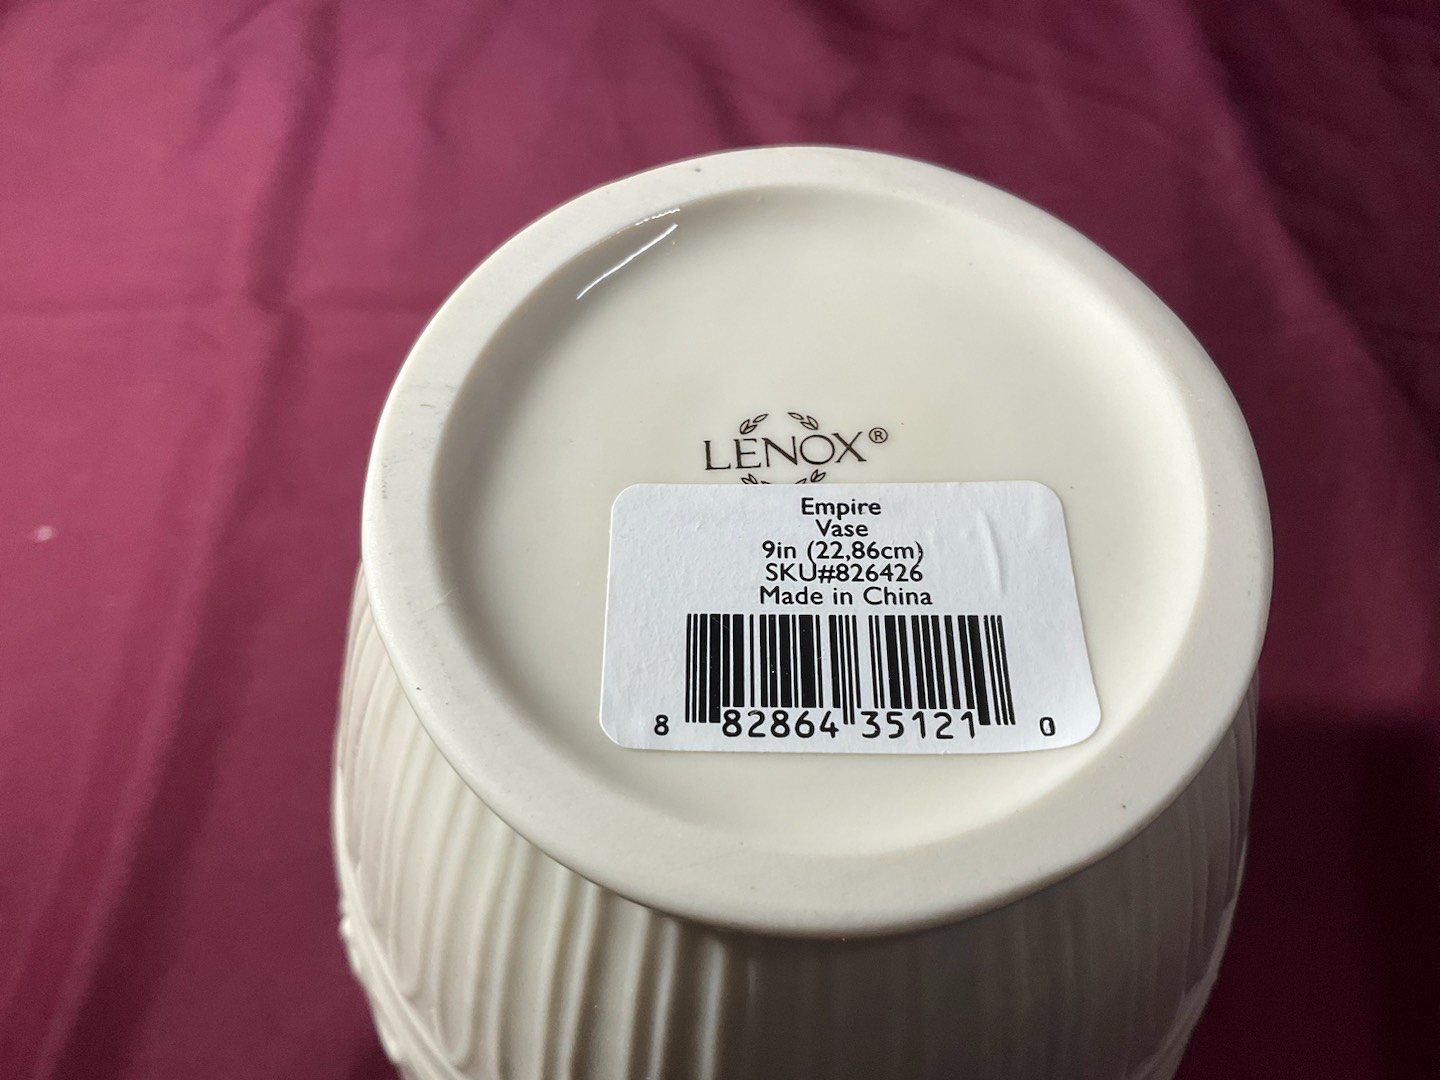 LENOX®
Empire
Vase
9in (22,86cm)
SKU#826426
Made in China
8 82864 35121 0